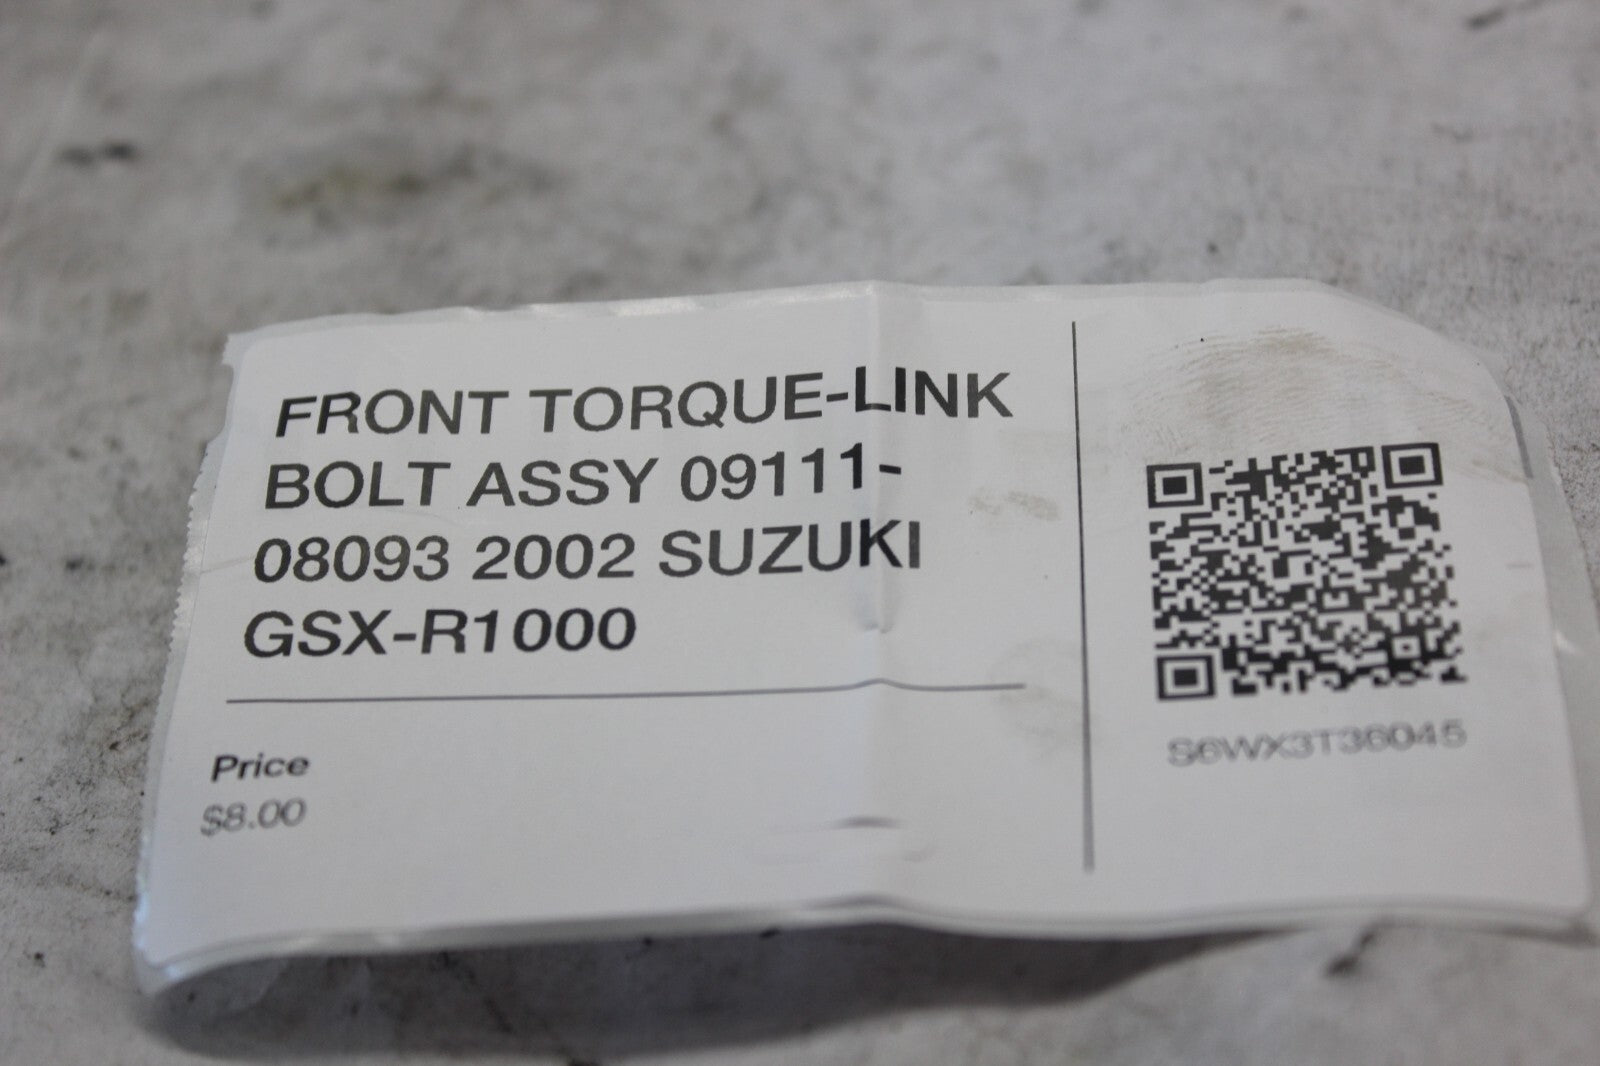 FRONT TORQUE-LINK
BOLT ASSY 09111-
08093 2002 SUZUKI
GSX-R1000
Price
$8.00
S6WX3T36045